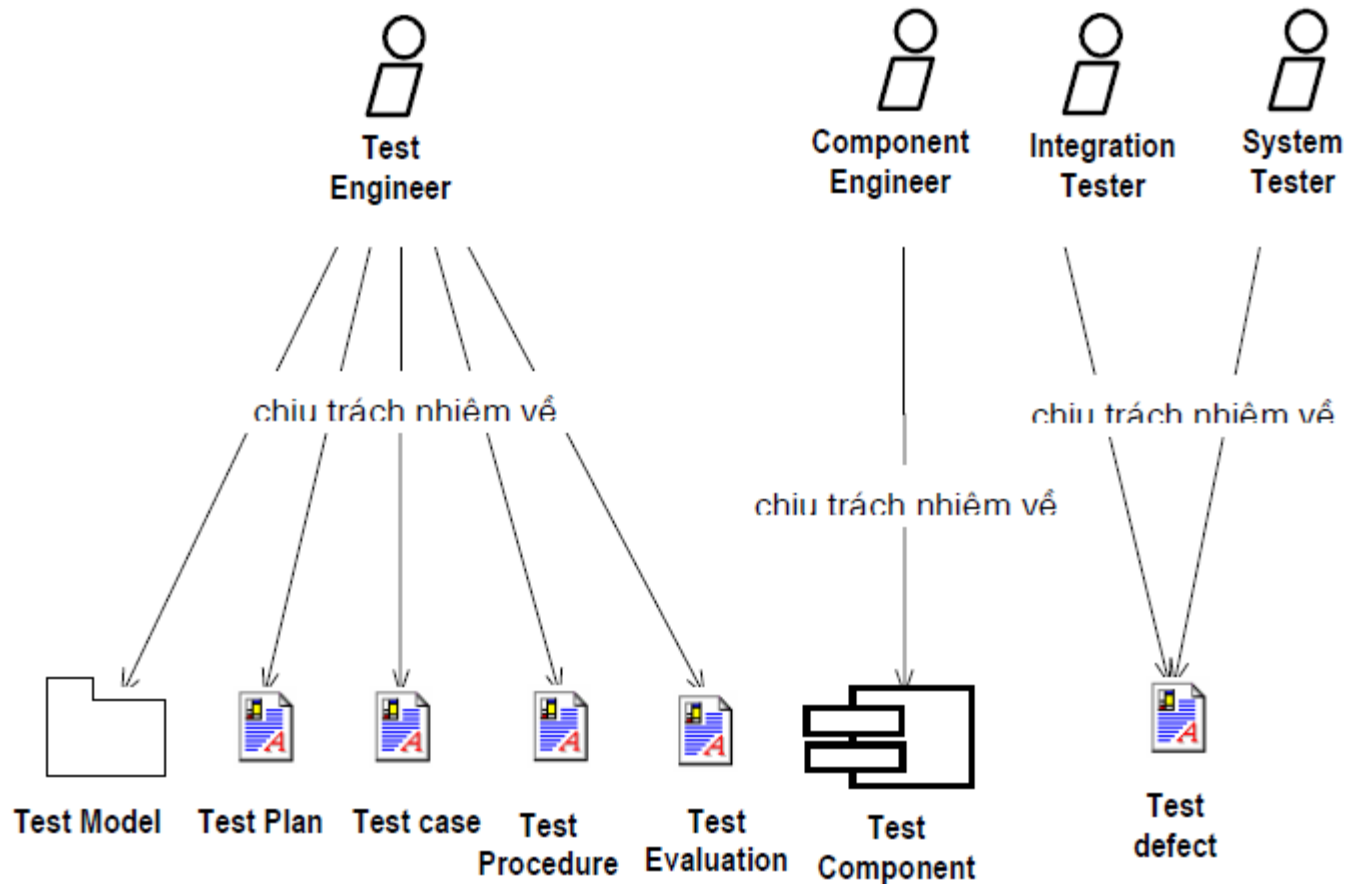 Test
Engineer
Component
Engineer
Integration
Tester
System
Tester
chịu trách nhiệm về
chịu trách nhiệm về
chịu trách nhiệm về
Test Model
Test Plan
Test case
Test
Procedure
Test
Evaluation
Test
Component
Test
defect